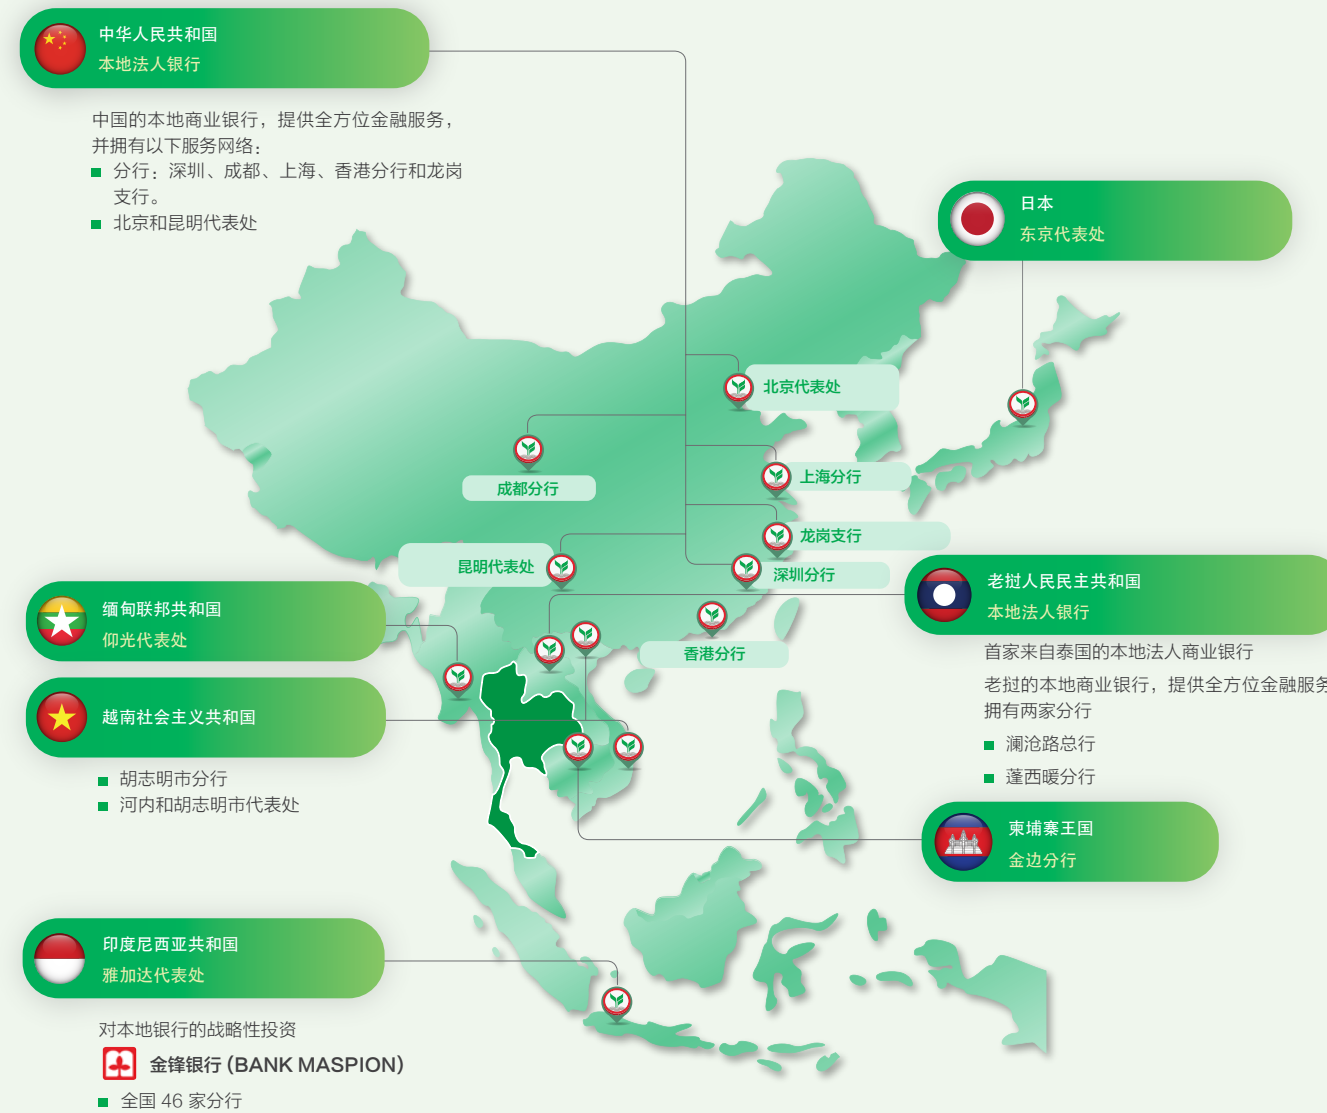 中华人民共和国
本地法人银行
中国的本地商业银行，提供全方位金融服务，
并拥有以下服务网络：
分行：深圳、成都、上海、香港分行和龙岗
支行。
北京和昆明代表处
日本
东京代表处
北京代表处
成都分行
上海分行
龙岗支行
昆明代表处
深圳分行
香港分行
缅甸联邦共和国
仰光代表处
越南社会主义共和国
胡志明市分行
河内和胡志明市代表处
老挝人民民主共和国
本地法人银行
首家来自泰国的本地法人商业银行
老挝的本地商业银行，提供全方位金融服务
拥有两家分行
澜沧路总行
蓬西暖分行
柬埔寨王国
金边分行
印度尼西亚共和国
雅加达代表处
对本地银行的战略性投资
金锋银行 (BANK MASPION)
全国 46 家分行